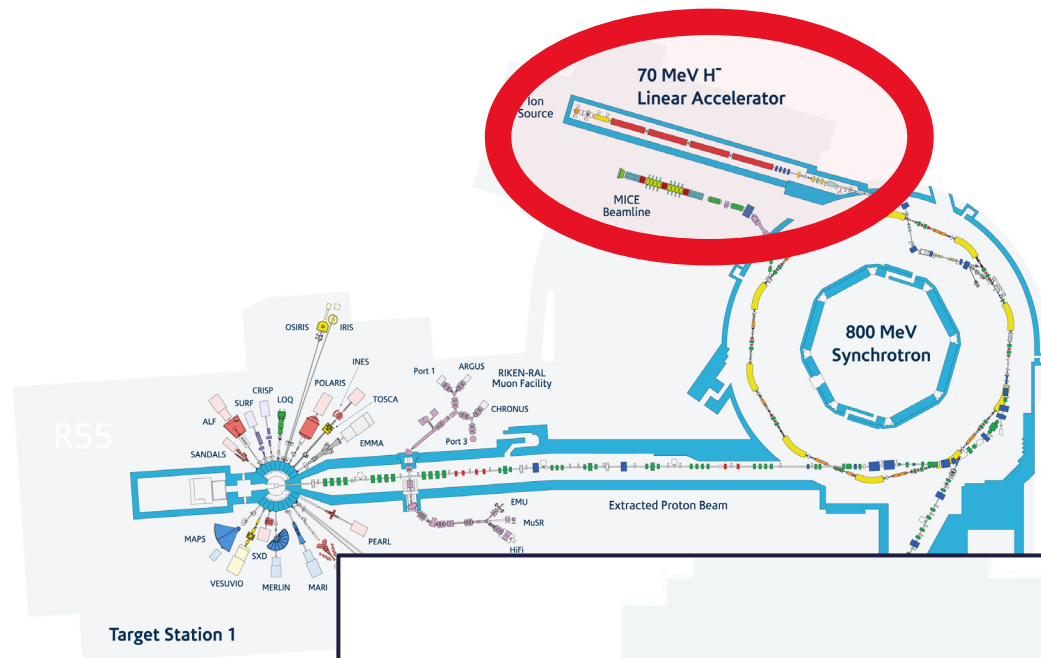 70 MeV H⁻
Linear Accelerator
Ion
Source
MICE
Beamline
800 MeV
Synchrotron
OSIRIS
IRIS
INES
CRISP
POLARIS
SURF
LOQ
TOSCA
ALF
EMMA
SANDALS
Port 1
ARGUS
RIKEN-RAL
Muon Facility
CHRONUS
Port 3
R55
Extracted Proton Beam
EMU
MuSR
HiFi
MAPS
SXD
PEARL
VESUVIO
MERLIN
MARI
Target Station 1